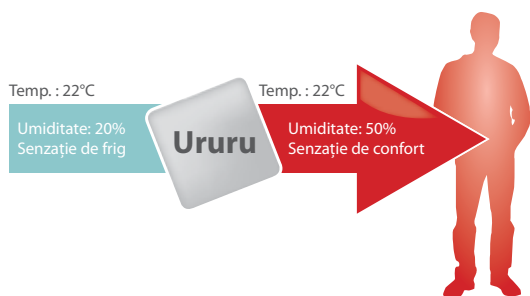 Temp. : 22°C
Umiditate: 20%
Senzație de frig
Ururu
Temp. : 22°C
Umiditate: 50%
Senzație de confort